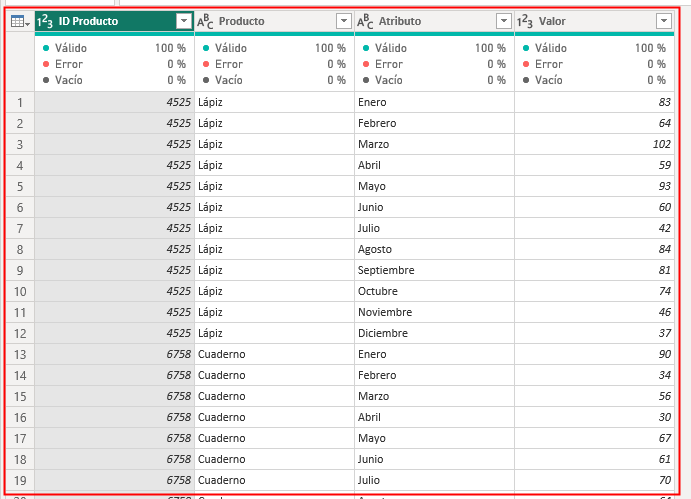 1²3 ID Producto ABC Producto ABC Atributo 1²3 Valor
Válido 100 % Válido 100 % Válido 100 % Válido 100 %
Error 0 % Error 0 % Error 0 % Error 0 %
Vacío 0 % Vacío 0 % Vacío 0 % Vacío 0 %
1 4525 Lápiz Enero 83
2 4525 Lápiz Febrero 64
3 4525 Lápiz Marzo 102
4 4525 Lápiz Abril 59
5 4525 Lápiz Mayo 93
6 4525 Lápiz Junio 60
7 4525 Lápiz Julio 42
8 4525 Lápiz Agosto 84
9 4525 Lápiz Septiembre 81
10 4525 Lápiz Octubre 74
11 4525 Lápiz Noviembre 46
12 4525 Lápiz Diciembre 37
13 6758 Cuaderno Enero 90
14 6758 Cuaderno Febrero 34
15 6758 Cuaderno Marzo 56
16 6758 Cuaderno Abril 30
17 6758 Cuaderno Mayo 67
18 6758 Cuaderno Junio 61
19 6758 Cuaderno Julio 70